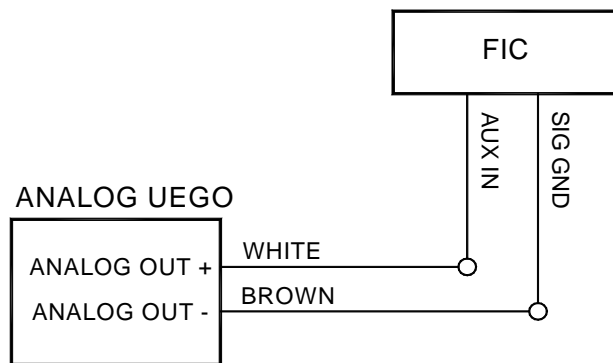 FIC
AUX IN
SIG GND
ANALOG UEGO
ANALOG OUT +
WHITE
ANALOG OUT -
BROWN